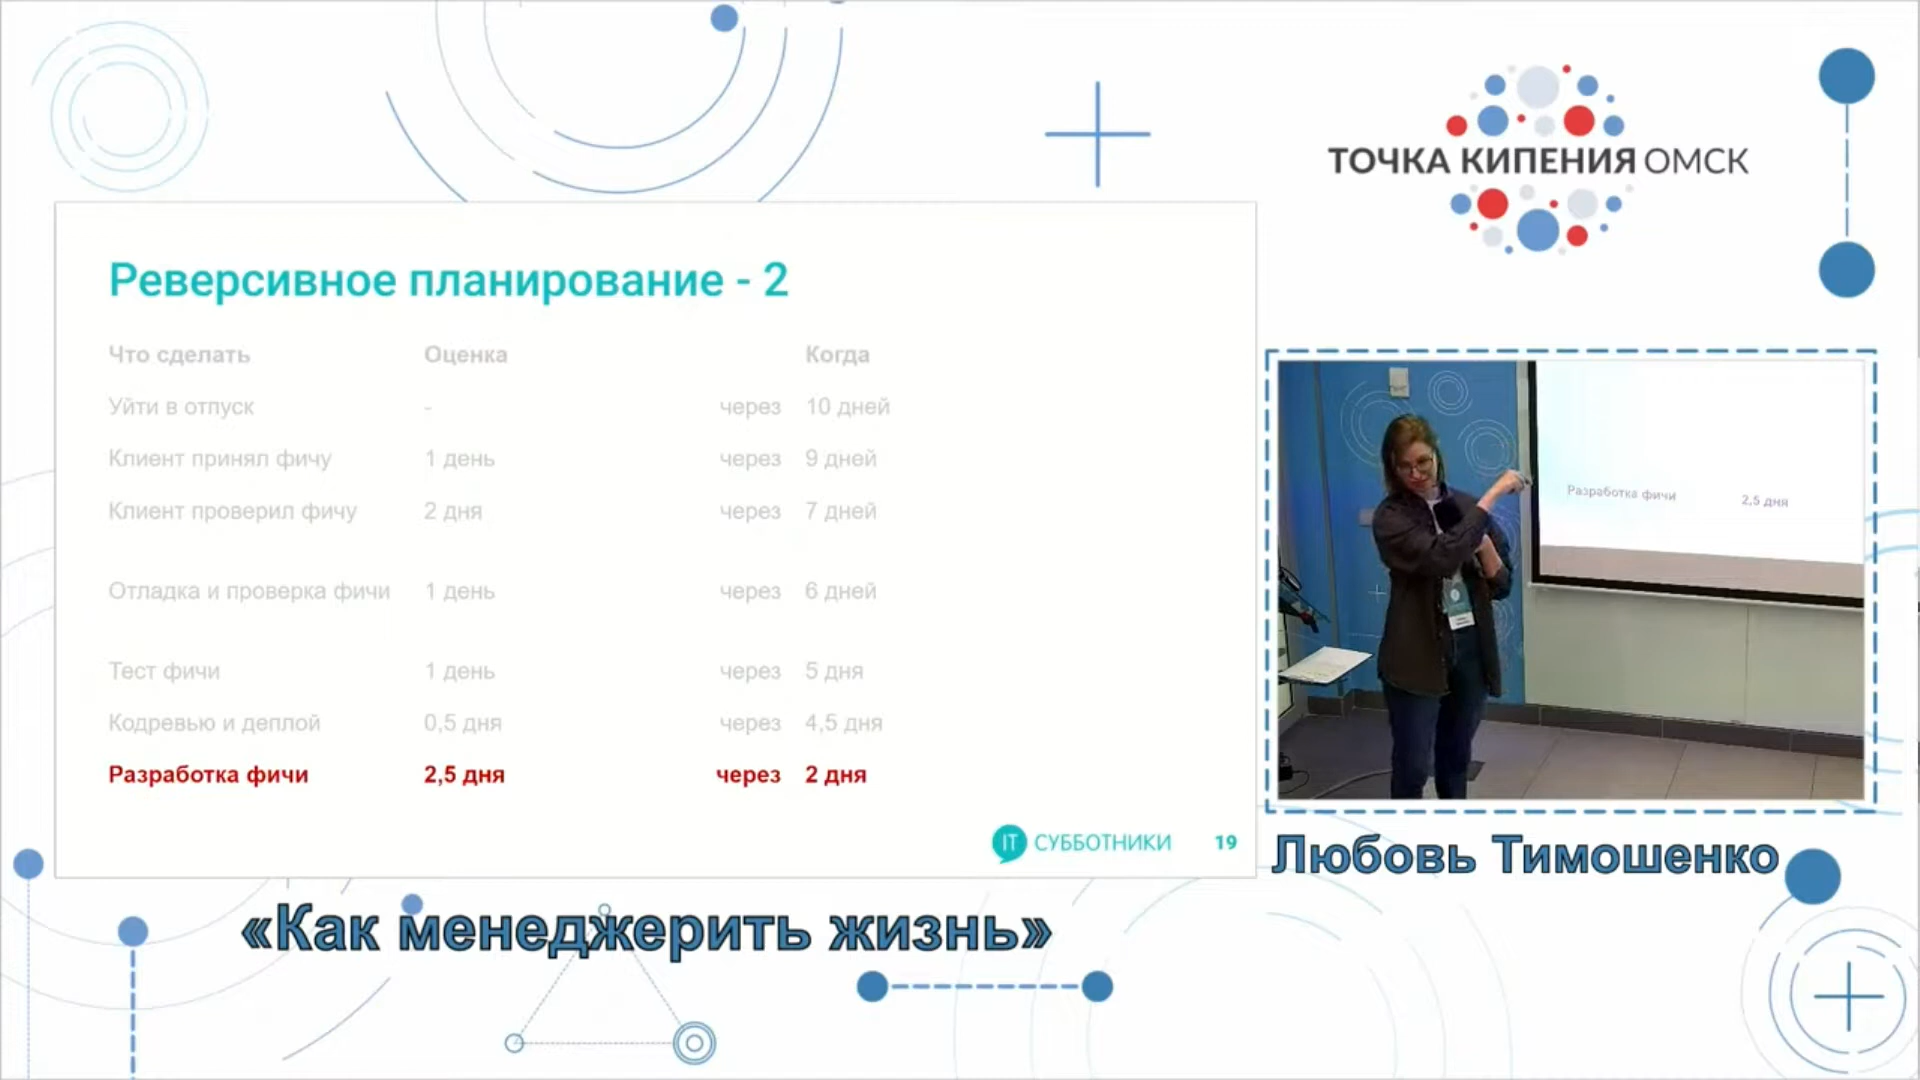 ТОЧКА КИПЕНИЯ ОМСК
Реверсивное планирование - 2
Что сделать Оценка Когда
Уйти в отпуск - через 10 дней
Клиент принял фичу 1 день через 9 дней
Клиент проверил фичу 2 дня через 7 дней
Отладка и проверка фичи 1 день через 6 дней
Тест фичи 1 день через 5 дня
Кодревью и деплой 0,5 дня через 4,5 дня
Разработка фичи 2,5 дня через 2 дня
IT СУББОТНИКИ 19
Разработка фичи 2,5 дня
Любовь Тимошенко
«Как менеджерить жизнь»